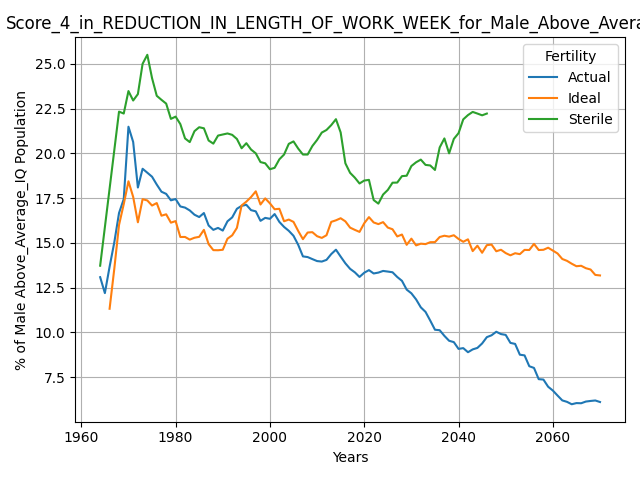 Score_4_in_REDUCTION_IN_LENGTH_OF_WORK_WEEK_for_Male_Above_Avera
Fertility
Actual
Ideal
Sterile
% of Male Above_Average_IQ Population
25.0
22.5
20.0
17.5
15.0
12.5
10.0
7.5
1960
1980
2000
2020
2040
2060
Years